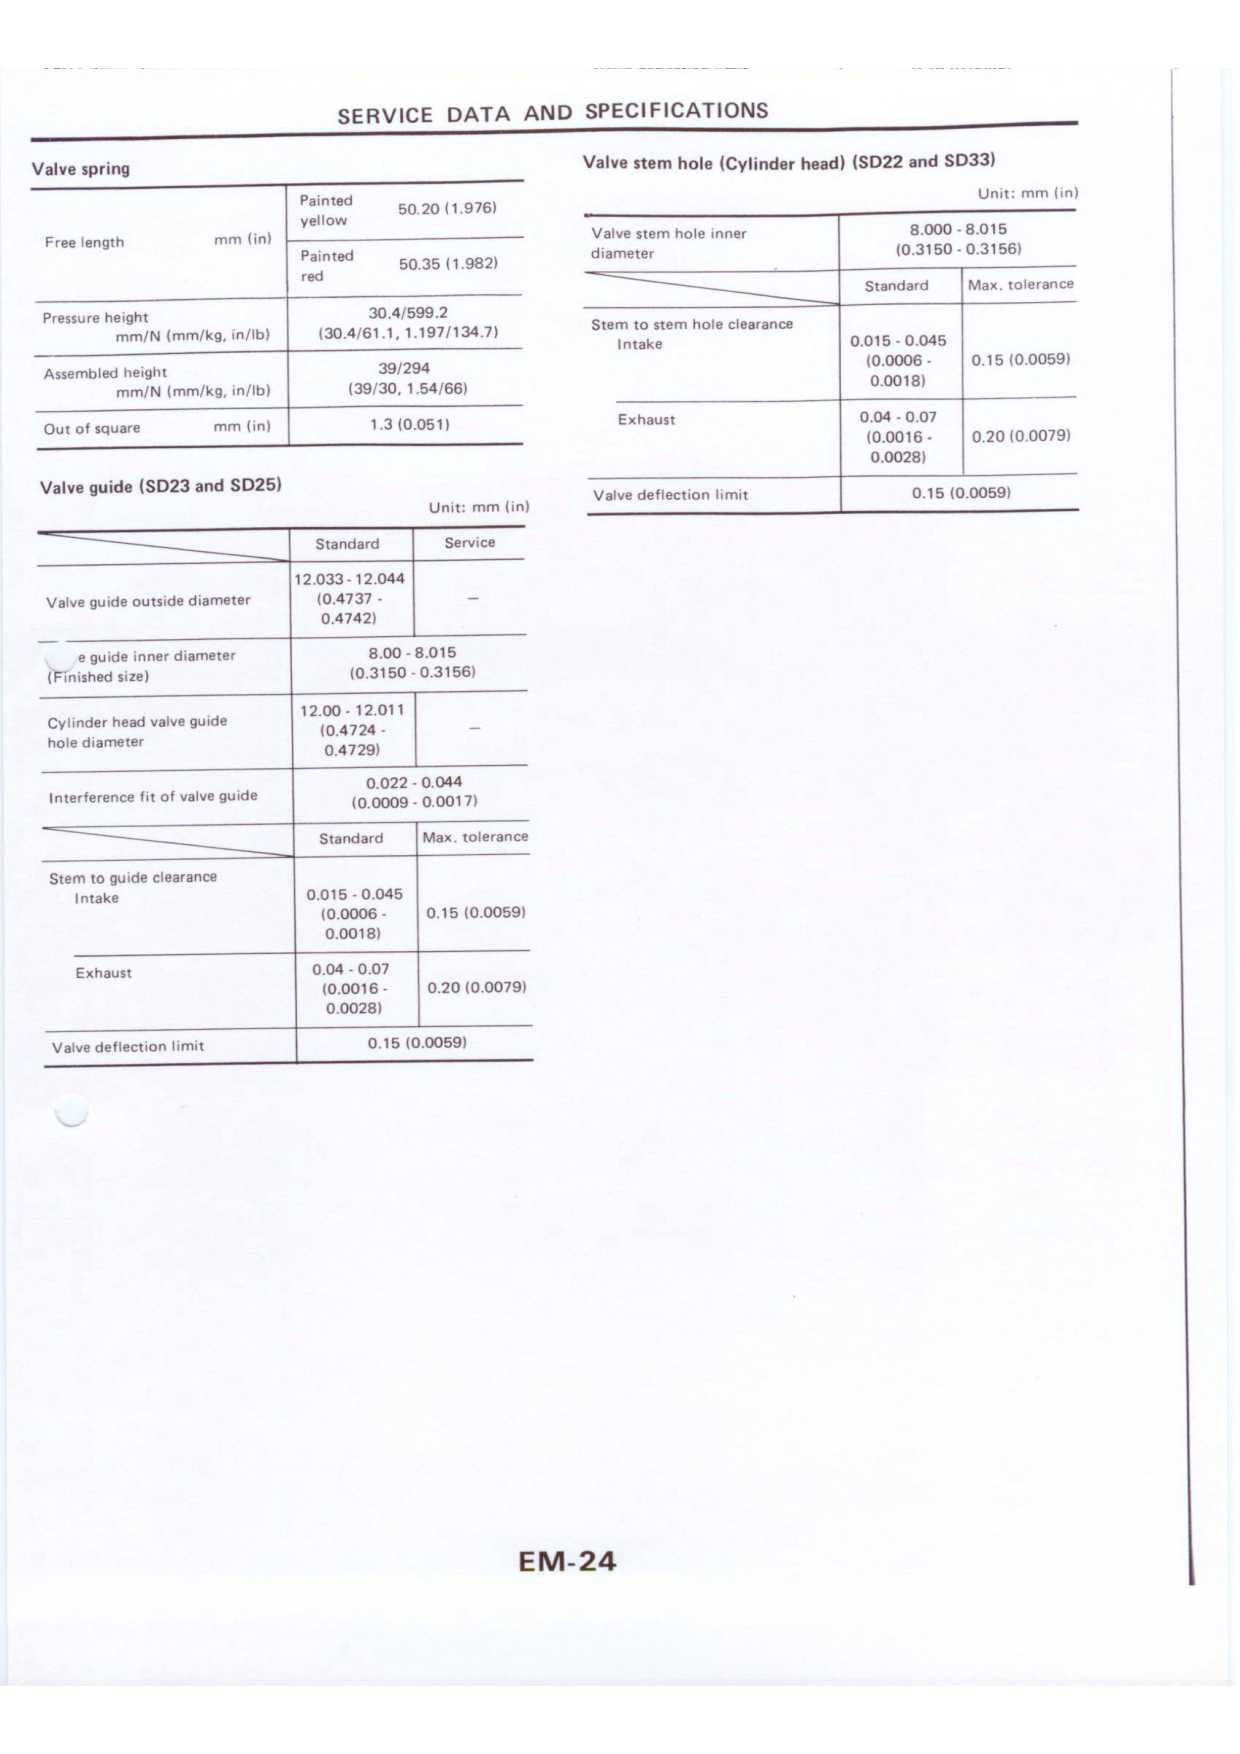 SERVICE DATA AND SPECIFICATIONS
Valve spring
Free length mm (in)
Painted yellow 50.20 (1.976)
Painted red 50.35 (1.982)
Pressure height
mm/N (mm/kg, in/lb)
30.4/599.2
(30.4/61.1, 1.197/134.7)
Assembled height
mm/N (mm/kg, in/lb)
39/294
(39/30, 1.54/66)
Out of square mm (in) 1.3 (0.051)
Valve guide (SD23 and SD25)
Unit: mm (in)
Standard Service
Valve guide outside diameter
12.033 - 12.044
(0.4737 -
0.4742)
–
e guide inner diameter
(Finished size)
8.00 - 8.015
(0.3150 - 0.3156)
Cylinder head valve guide
hole diameter
12.00 - 12.011
(0.4724 -
0.4729)
–
Interference fit of valve guide
0.022 - 0.044
(0.0009 - 0.0017)
Standard Max. tolerance
Stem to guide clearance
Intake
0.015 - 0.045
(0.0006 -
0.0018)
0.15 (0.0059)
Exhaust
0.04 - 0.07
(0.0016 -
0.0028)
0.20 (0.0079)
Valve deflection limit 0.15 (0.0059)
Valve stem hole (Cylinder head) (SD22 and SD33)
Unit: mm (in)
Valve stem hole inner
diameter
8.000 - 8.015
(0.3150 - 0.3156)
Standard Max. tolerance
Stem to stem hole clearance
Intake
0.015 - 0.045
(0.0006 -
0.0018)
0.15 (0.0059)
Exhaust
0.04 - 0.07
(0.0016 -
0.0028)
0.20 (0.0079)
Valve deflection limit 0.15 (0.0059)
EM-24